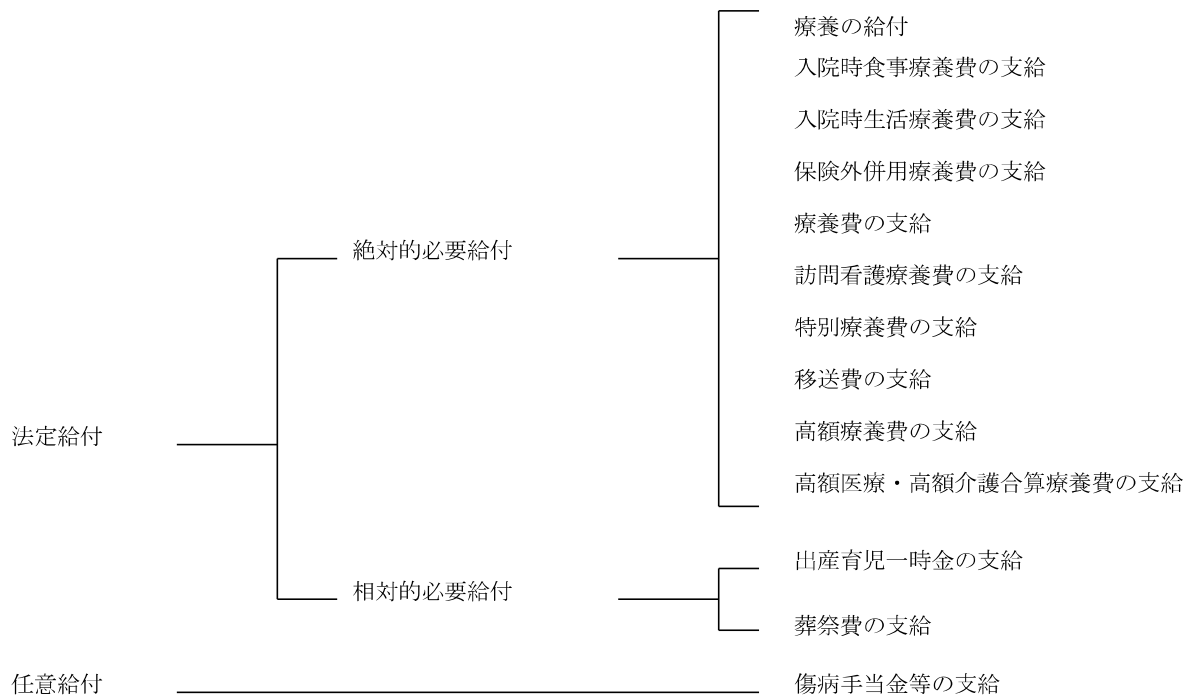 療養の給付
入院時食事療養費の支給
入院時生活療養費の支給
保険外併用療養費の支給
療養費の支給
絶対的必要給付
訪問看護療養費の支給
特別療養費の支給
移送費の支給
法定給付
高額療養費の支給
高額医療・高額介護合算療養費の支給
出産育児一時金の支給
相対的必要給付
葬祭費の支給
任意給付
傷病手当金等の支給